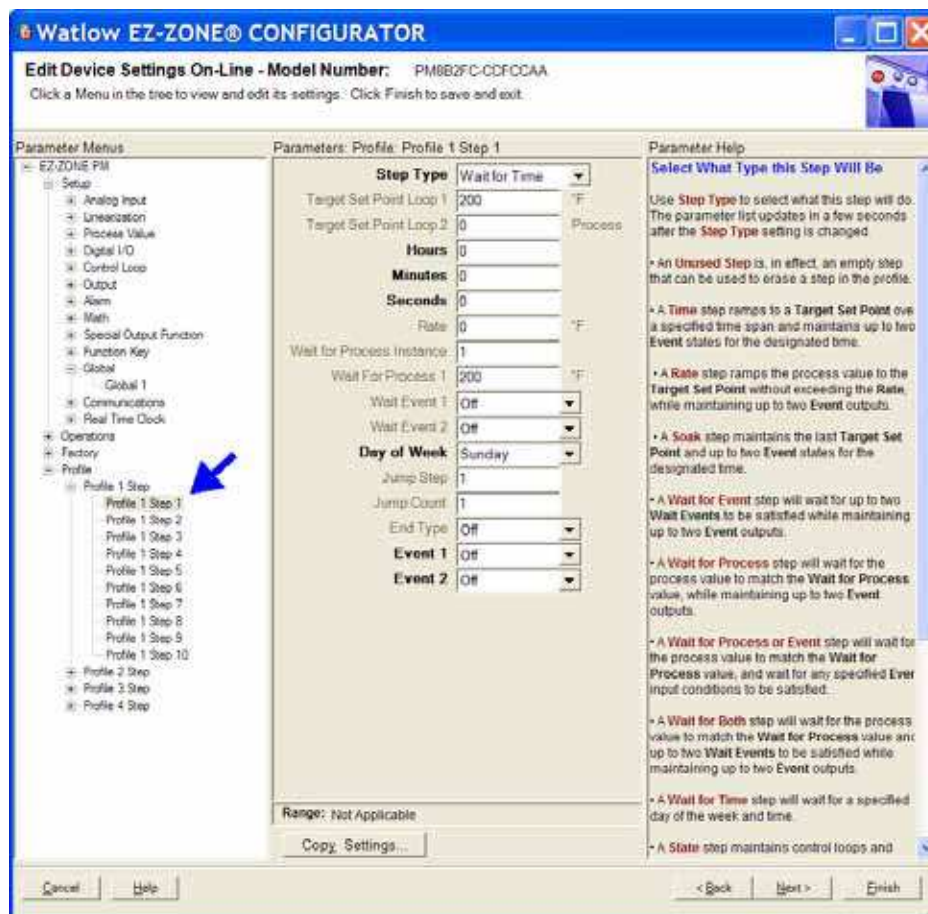 Watlow EZ-ZONE® CONFIGURATOR
Edit Device Settings On-Line - Model Number: PM8B2FC-CCFCCAA
Click a Menu in the tree to view and edit its settings. Click Finish to save and exit.
Parameter Menus
EZ-ZONE PM
Setup
Analog Input
Linearization
Process Value
Digital I/O
Control Loop
Output
Alarm
Math
Special Output Function
Function Key
Global
Global 1
Communications
Real Time Clock
Operations
Factory
Profile
Profile 1 Step
Profile 1 Step 1
Profile 1 Step 2
Profile 1 Step 3
Profile 1 Step 4
Profile 1 Step 5
Profile 1 Step 6
Profile 1 Step 7
Profile 1 Step 8
Profile 1 Step 9
Profile 1 Step 10
Profile 2 Step
Profile 3 Step
Profile 4 Step
Parameters: Profile: Profile 1 Step 1
Step Type Wait for Time
Target Set Point Loop 1 200 °F
Target Set Point Loop 2 0 Process
Hours 0
Minutes 0
Seconds 0
Rate 0 °F
Wait for Process Instance 1
Wait For Process 1 200 °F
Wait Event 1 Off
Wait Event 2 Off
Day of Week Sunday
Jump Step 1
Jump Count 1
End Type Off
Event 1 Off
Event 2 Off
Range: Not Applicable
Copy Settings...
Parameter Help
Select What Type this Step Will Be
Use Step Type to select what this step will do.
The parameter list updates in a few seconds
after the Step Type setting is changed.
• An Unused Step is, in effect, an empty step
that can be used to erase a step in the profile.
• A Time step ramps to a Target Set Point ove
a specified time span and maintains up to two
Event states for the designated time.
• A Rate step ramps the process value to the
Target Set Point without exceeding the Rate,
while maintaining up to two Event outputs.
• A Soak step maintains the last Target Set
Point and up to two Event states for the
designated time.
• A Wait for Event step will wait for up to two
Wait Events to be satisfied while maintaining
up to two Event outputs.
• A Wait for Process step will wait for the
process value to match the Wait for Process
value, while maintaining up to two Event
outputs.
• A Wait for Process or Event step will wait for
the process value to match the Wait for
Process value, and wait for any specified Even
input conditions to be satisfied.
• A Wait for Both step will wait for the process
value to match the Wait for Process value and
up to two Wait Events to be satisfied while
maintaining up to two Event outputs.
• A Wait for Time step will wait for a specified
day of the week and time.
• A State step maintains control loops and
Cancel
Help
< Back
Next >
Finish